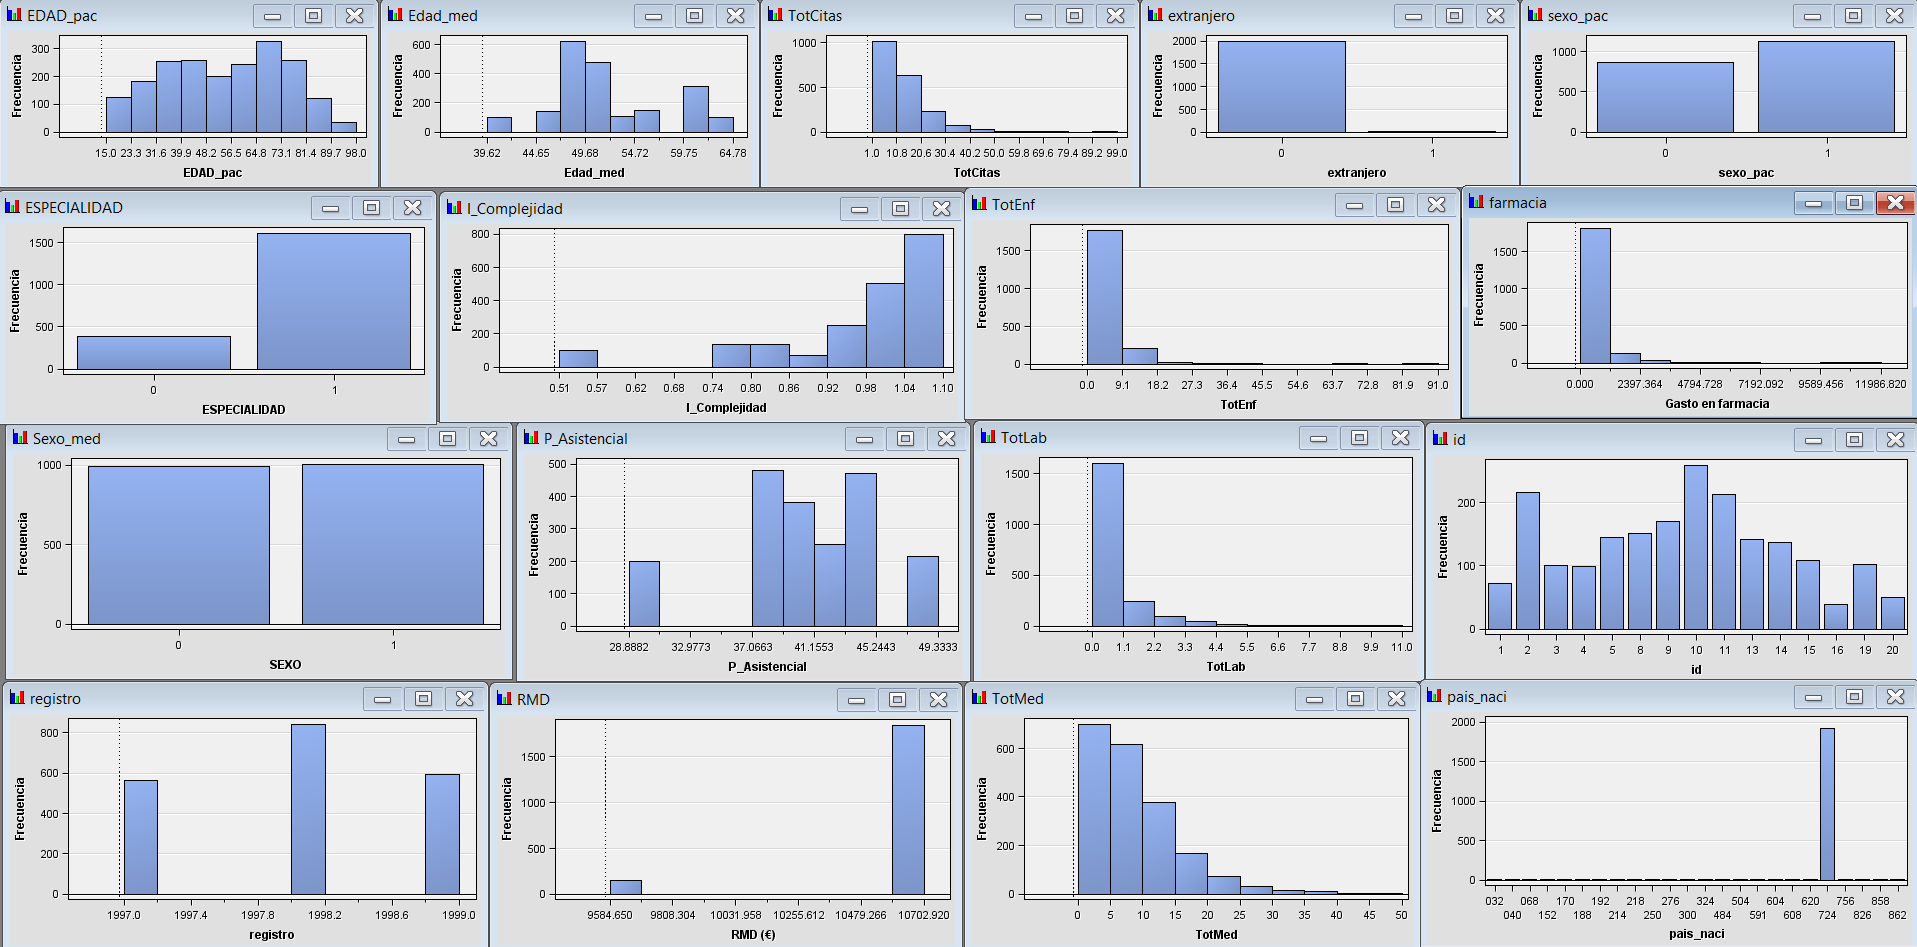 EDAD_pac
Frecuencia
300
200
100
0
15.0 23.3 31.6 39.9 48.2 56.5 64.8 73.1 81.4 89.7 98.0
EDAD_pac
Edad_med
Frecuencia
600
400
200
0
39.62 44.65 49.68 54.72 59.75 64.78
Edad_med
TotCitas
Frecuencia
1000
500
0
1.0 10.8 20.6 30.4 40.2 50.0 59.8 69.6 79.4 89.2 99.0
TotCitas
extranjero
Frecuencia
2000
1500
1000
500
0
0 1
extranjero
sexo_pac
Frecuencia
1000
500
0
0 1
sexo_pac
ESPECIALIDAD
Frecuencia
1500
1000
500
0
0 1
ESPECIALIDAD
I_Complejidad
Frecuencia
800
600
400
200
0
0.51 0.57 0.62 0.68 0.74 0.80 0.86 0.92 0.98 1.04 1.10
I_Complejidad
TotEnf
Frecuencia
1500
1000
500
0
0.0 9.1 18.2 27.3 36.4 45.5 54.6 63.7 72.8 81.9 91.0
TotEnf
farmacia
Frecuencia
1500
1000
500
0
0.000 2397.364 4794.728 7192.092 9589.456 11986.820
Gasto en farmacia
Sexo_med
Frecuencia
1000
500
0
0 1
SEXO
P_Asistencial
Frecuencia
500
400
300
200
100
0
28.8882 32.9773 37.0663 41.1553 45.2443 49.3333
P_Asistencial
TotLab
Frecuencia
1500
1000
500
0
0.0 1.1 2.2 3.3 4.4 5.5 6.6 7.7 8.8 9.9 11.0
TotLab
id
Frecuencia
200
100
0
1 2 3 4 5 8 9 10 11 13 14 15 16 19 20
id
registro
Frecuencia
800
600
400
200
0
1997.0 1997.4 1997.8 1998.2 1998.6 1999.0
registro
RMD
Frecuencia
1500
1000
500
0
9584.650 9808.304 10031.958 10255.612 10479.266 10702.920
RMD (€)
TotMed
Frecuencia
600
400
200
0
0 5 10 15 20 25 30 35 40 45 50
TotMed
pais_naci
Frecuencia
2000
1500
1000
500
0
032 068 170 192 218 276 324 504 600 620 756 858
040 152 188 214 250 300 484 591 608 724 826 862
pais_naci